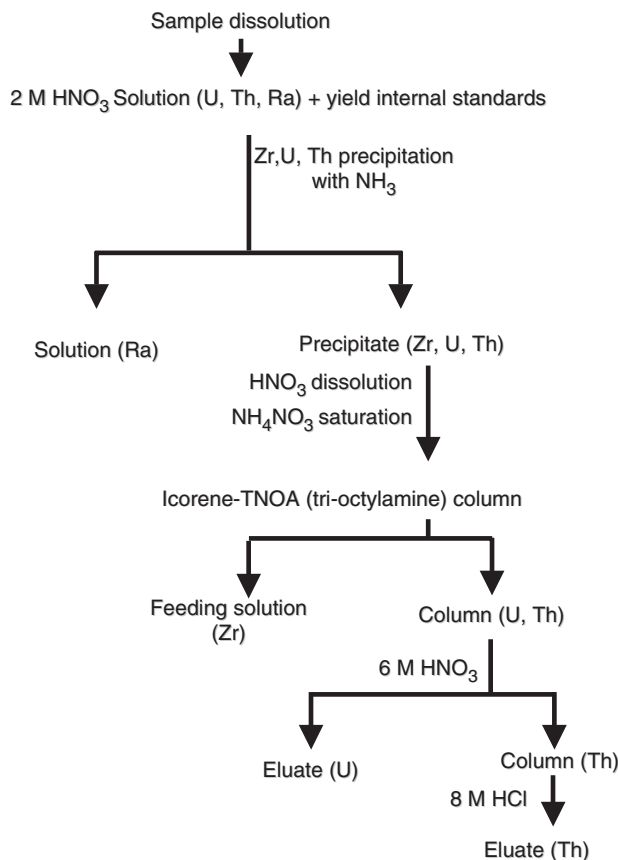 Sample dissolution
2 M HNO3 Solution (U, Th, Ra) + yield internal standards
Zr,U, Th precipitation
with NH3
Solution (Ra)
Precipitate (Zr, U, Th)
HNO3 dissolution
NH4NO3 saturation
Icorene-TNOA (tri-octylamine) column
Feeding solution
(Zr)
Column (U, Th)
6 M HNO3
Eluate (U)
Column (Th)
8 M HCl
Eluate (Th)